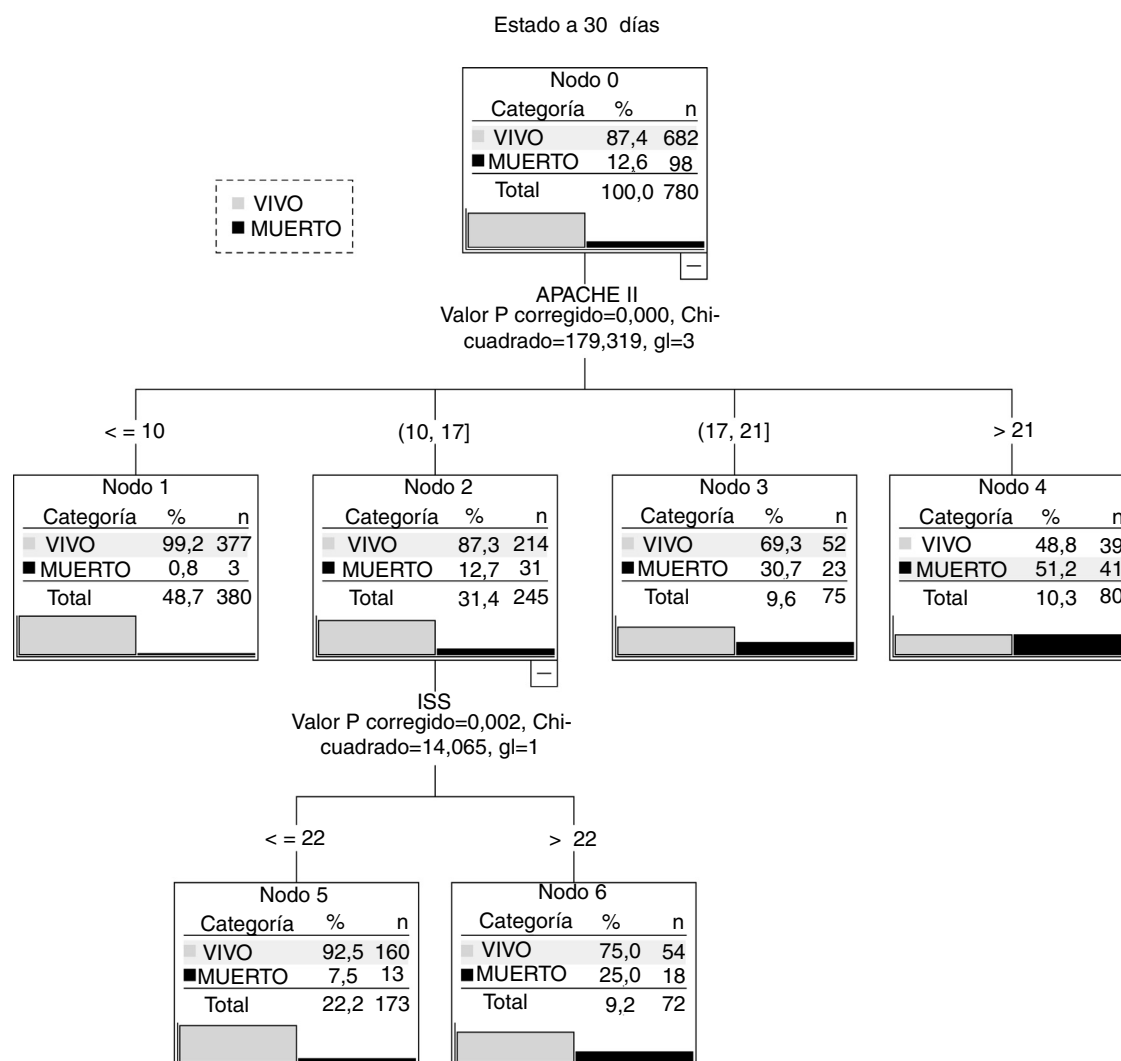 Estado a 30 días
Nodo 0
Categoría % n
VIVO 87,4 682
MUERTO 12,6 98
Total 100,0 780
VIVO
MUERTO
APACHE II
Valor P corregido=0,000, Chi-
cuadrado=179,319, gl=3
< = 10
(10, 17]
(17, 21]
> 21
Nodo 1
Categoría % n
VIVO 99,2 377
MUERTO 0,8 3
Total 48,7 380
Nodo 2
Categoría % n
VIVO 87,3 214
MUERTO 12,7 31
Total 31,4 245
Nodo 3
Categoría % n
VIVO 69,3 52
MUERTO 30,7 23
Total 9,6 75
Nodo 4
Categoría % n
VIVO 48,8 39
MUERTO 51,2 41
Total 10,3 80
ISS
Valor P corregido=0,002, Chi-
cuadrado=14,065, gl=1
< = 22
> 22
Nodo 5
Categoría % n
VIVO 92,5 160
MUERTO 7,5 13
Total 22,2 173
Nodo 6
Categoría % n
VIVO 75,0 54
MUERTO 25,0 18
Total 9,2 72